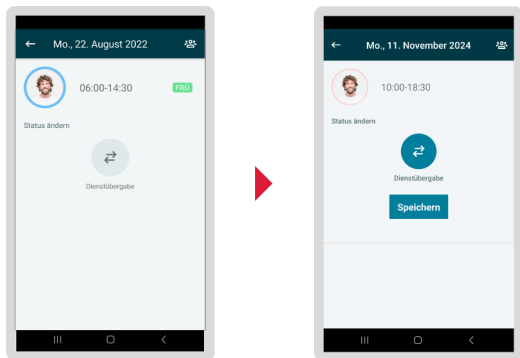 Mo., 22. August 2022
06:00-14:30
FRÜ
Status ändern
Dienstübergabe
Mo., 11. November 2024
10:00-18:30
Status ändern
Dienstübergabe
Speichern